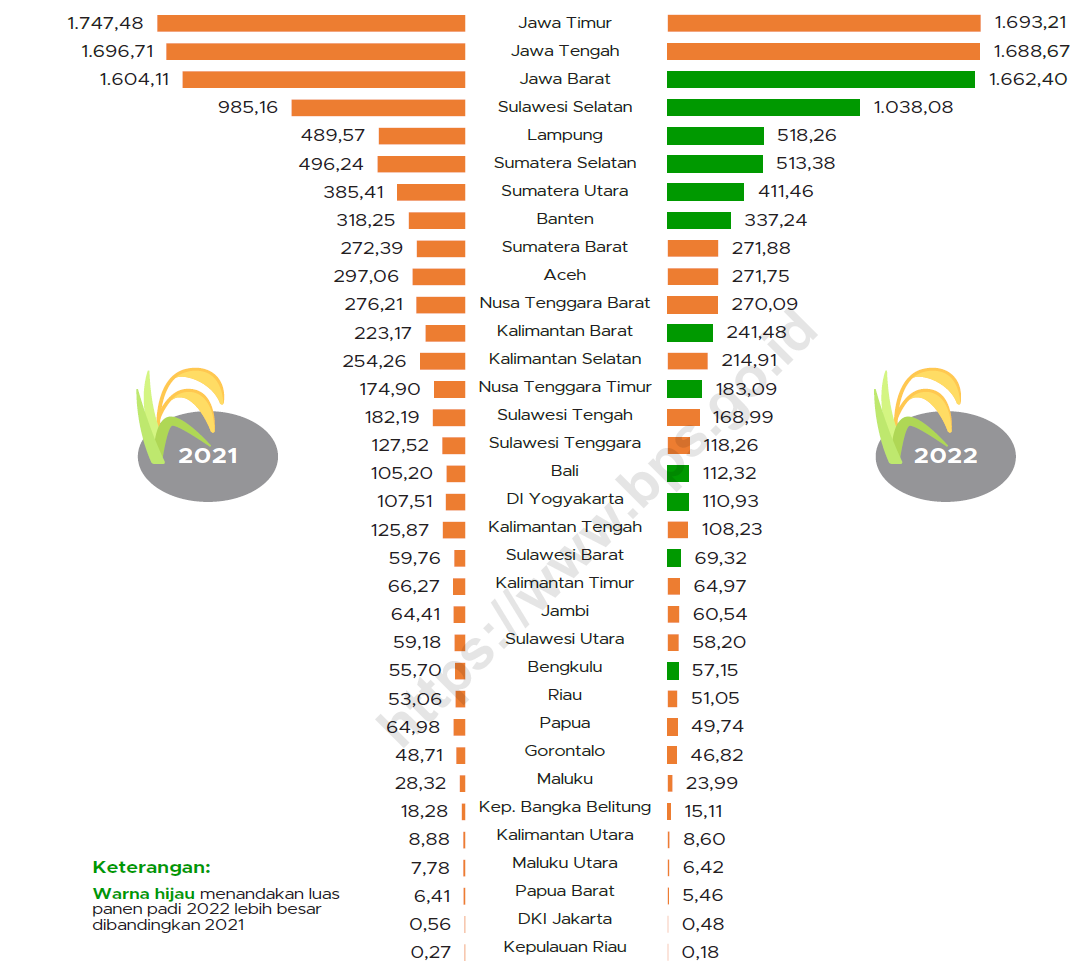 1.747,48 Jawa Timur 1.693,21
1.696,71 Jawa Tengah 1.688,67
1.604,11 Jawa Barat 1.662,40
985,16 Sulawesi Selatan 1.038,08
489,57 Lampung 518,26
496,24 Sumatera Selatan 513,38
385,41 Sumatera Utara 411,46
318,25 Banten 337,24
272,39 Sumatera Barat 271,88
297,06 Aceh 271,75
276,21 Nusa Tenggara Barat 270,09
223,17 Kalimantan Barat 241,48
254,26 Kalimantan Selatan 214,91
174,90 Nusa Tenggara Timur 183,09
182,19 Sulawesi Tengah 168,99
127,52 Sulawesi Tenggara 118,26
2021 2022
105,20 Bali 112,32
107,51 DI Yogyakarta 110,93
125,87 Kalimantan Tengah 108,23
59,76 Sulawesi Barat 69,32
66,27 Kalimantan Timur 64,97
64,41 Jambi 60,54
59,18 Sulawesi Utara 58,20
55,70 Bengkulu 57,15
53,06 Riau 51,05
64,98 Papua 49,74
48,71 Gorontalo 46,82
28,32 Maluku 23,99
18,28 Kep. Bangka Belitung 15,11
8,88 Kalimantan Utara 8,60
7,78 Maluku Utara 6,42
6,41 Papua Barat 5,46
0,56 DKI Jakarta 0,48
0,27 Kepulauan Riau 0,18
Keterangan:
Warna hijau menandakan luas
panen padi 2022 lebih besar
dibandingkan 2021
https://www.bps.go.id